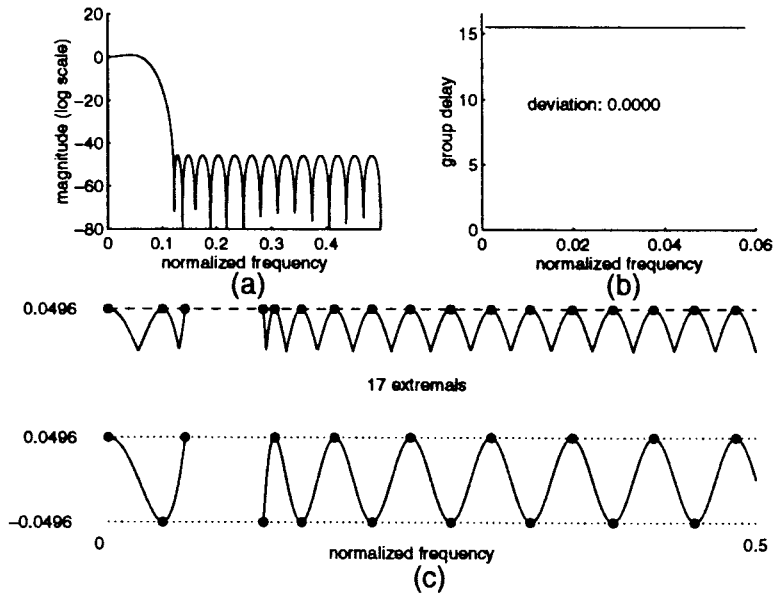 magnitude (log scale)
20
0
−20
−40
−60
−80
0
0.1
0.2
0.3
0.4
normalized frequency
(a)
group delay
15
10
5
0
deviation: 0.0000
0
0.02
0.04
0.06
normalized frequency
(b)
0.0496
17 extremals
0.0496
−0.0496
0
normalized frequency
0.5
(c)